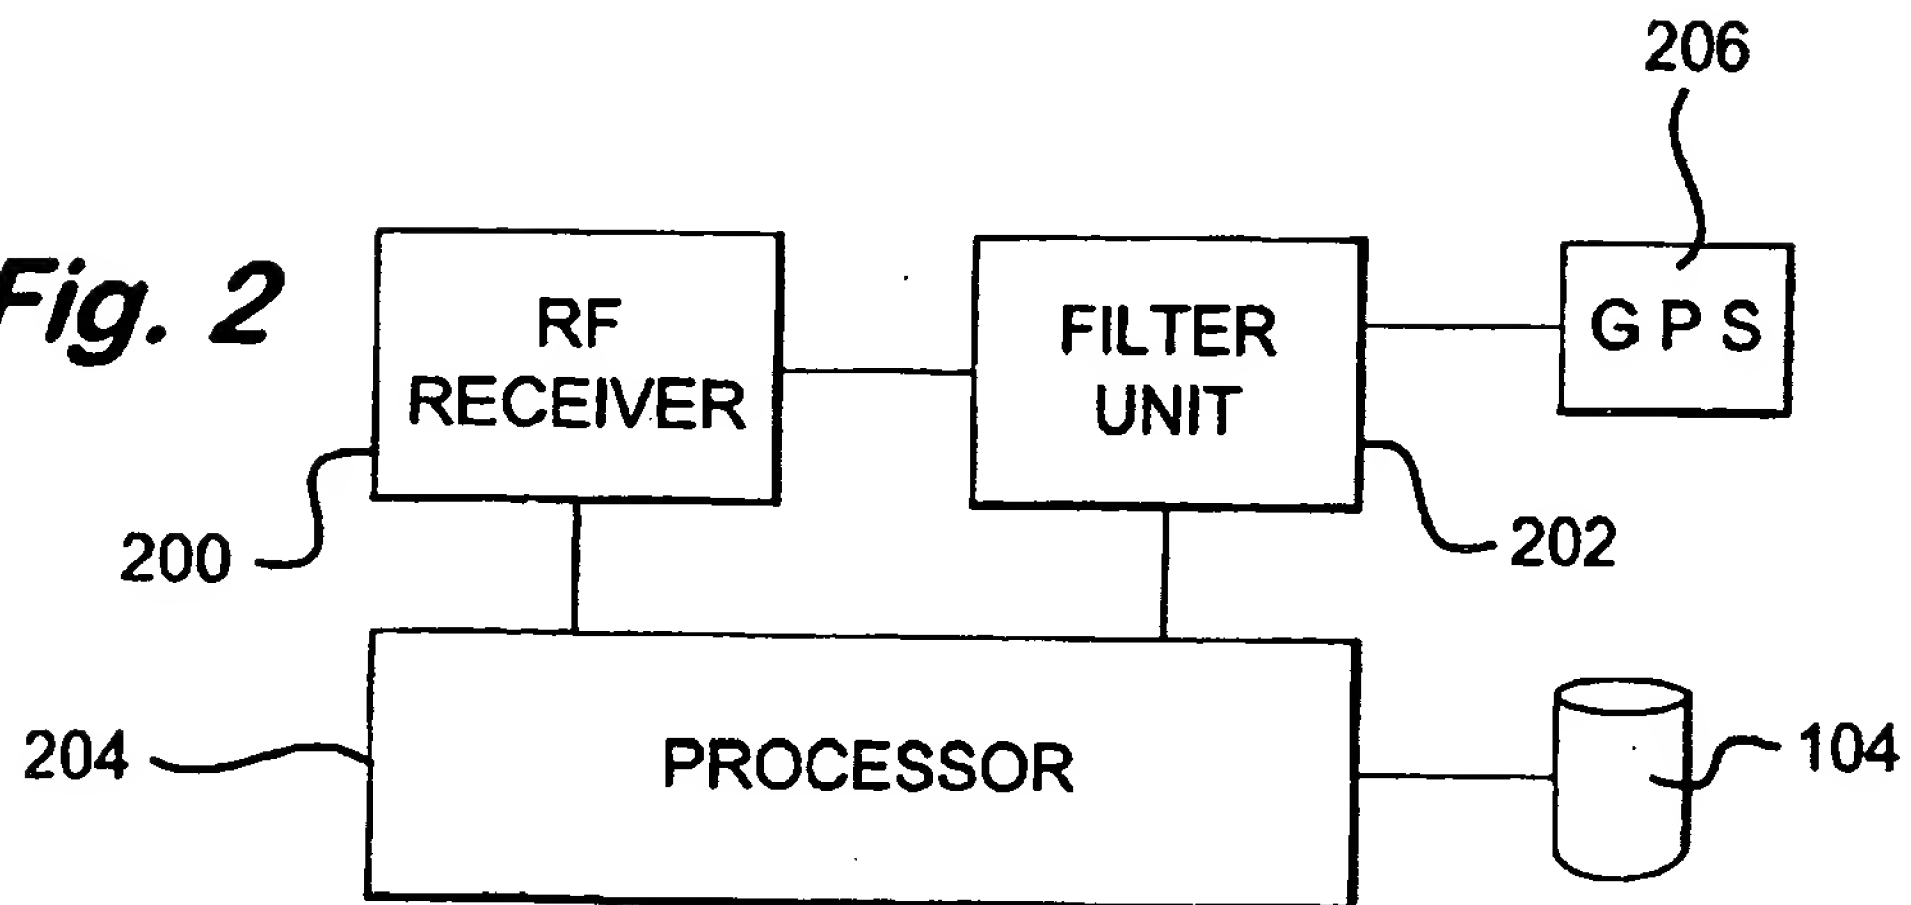 206
Fig. 2
RF
RECEIVER
FILTER
UNIT
G P S
200
202
204
PROCESSOR
104